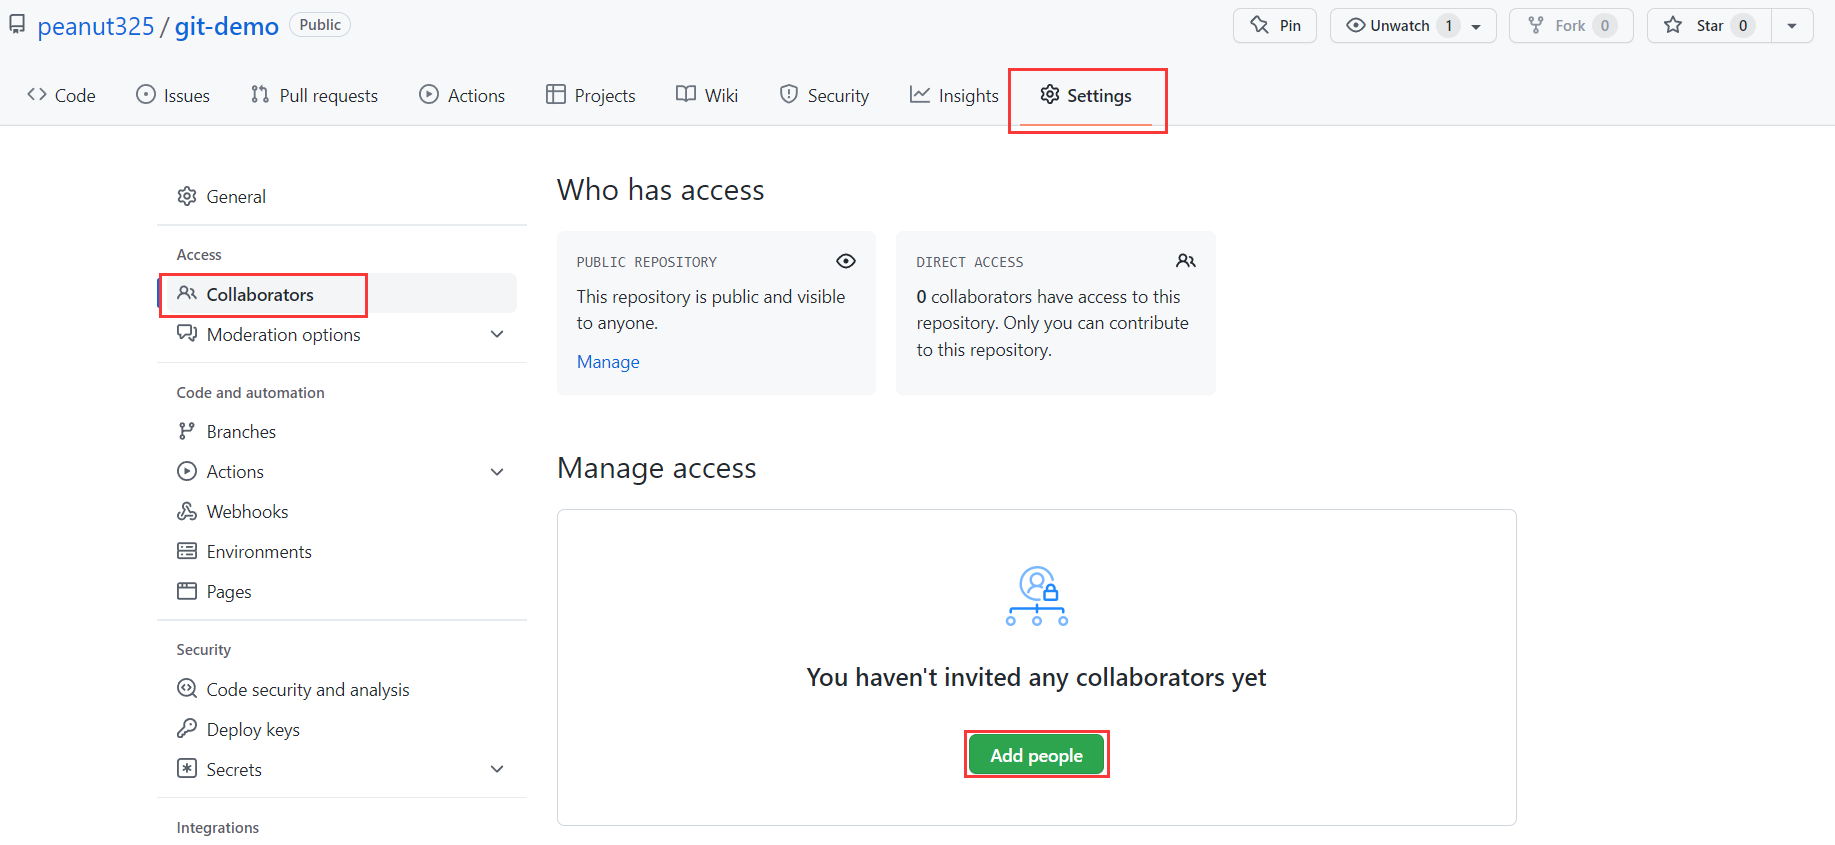 peanut325 / git-demo Public
Pin
Unwatch 1
Fork 0
Star 0
Code
Issues
Pull requests
Actions
Projects
Wiki
Security
Insights
Settings
General
Access
Collaborators
Moderation options
Code and automation
Branches
Actions
Webhooks
Environments
Pages
Security
Code security and analysis
Deploy keys
Secrets
Integrations
Who has access
PUBLIC REPOSITORY
This repository is public and visible
to anyone.
Manage
DIRECT ACCESS
0 collaborators have access to this
repository. Only you can contribute
to this repository.
Manage access
You haven't invited any collaborators yet
Add people